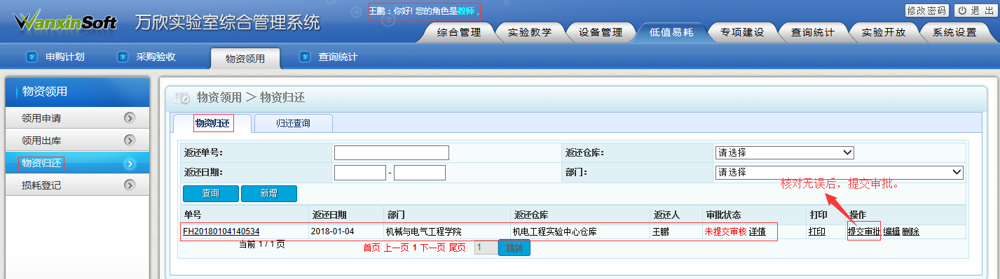 WanxinSoft 万欣实验室综合管理系统
王鹏：你好！您的角色是教师，
修改密码 退 出
综合管理 实验教学 设备管理 低值易耗 专项建设 查询统计 实验开放 系统设置
申购计划 采购验收 物资领用 查询统计
物资领用
领用申请
领用出库
物资归还
损耗登记
物资领用 ＞ 物资归还
物资归还 归还查询
返还单号： 返还仓库： 请选择
返还日期： - 部门： 请选择
查询 新增
核对无误后，提交审批。
单号 返还日期 部门 返还仓库 返还人 审批状态 打印 操作
FH20180104140534 2018-01-04 机械与电气工程学院 机电工程实验中心仓库 王鹏 未提交审核 详情 打印 提交审批 编辑 删除
当前 1 / 1 页 首页 上一页 1 下一页 尾页 1 跳转